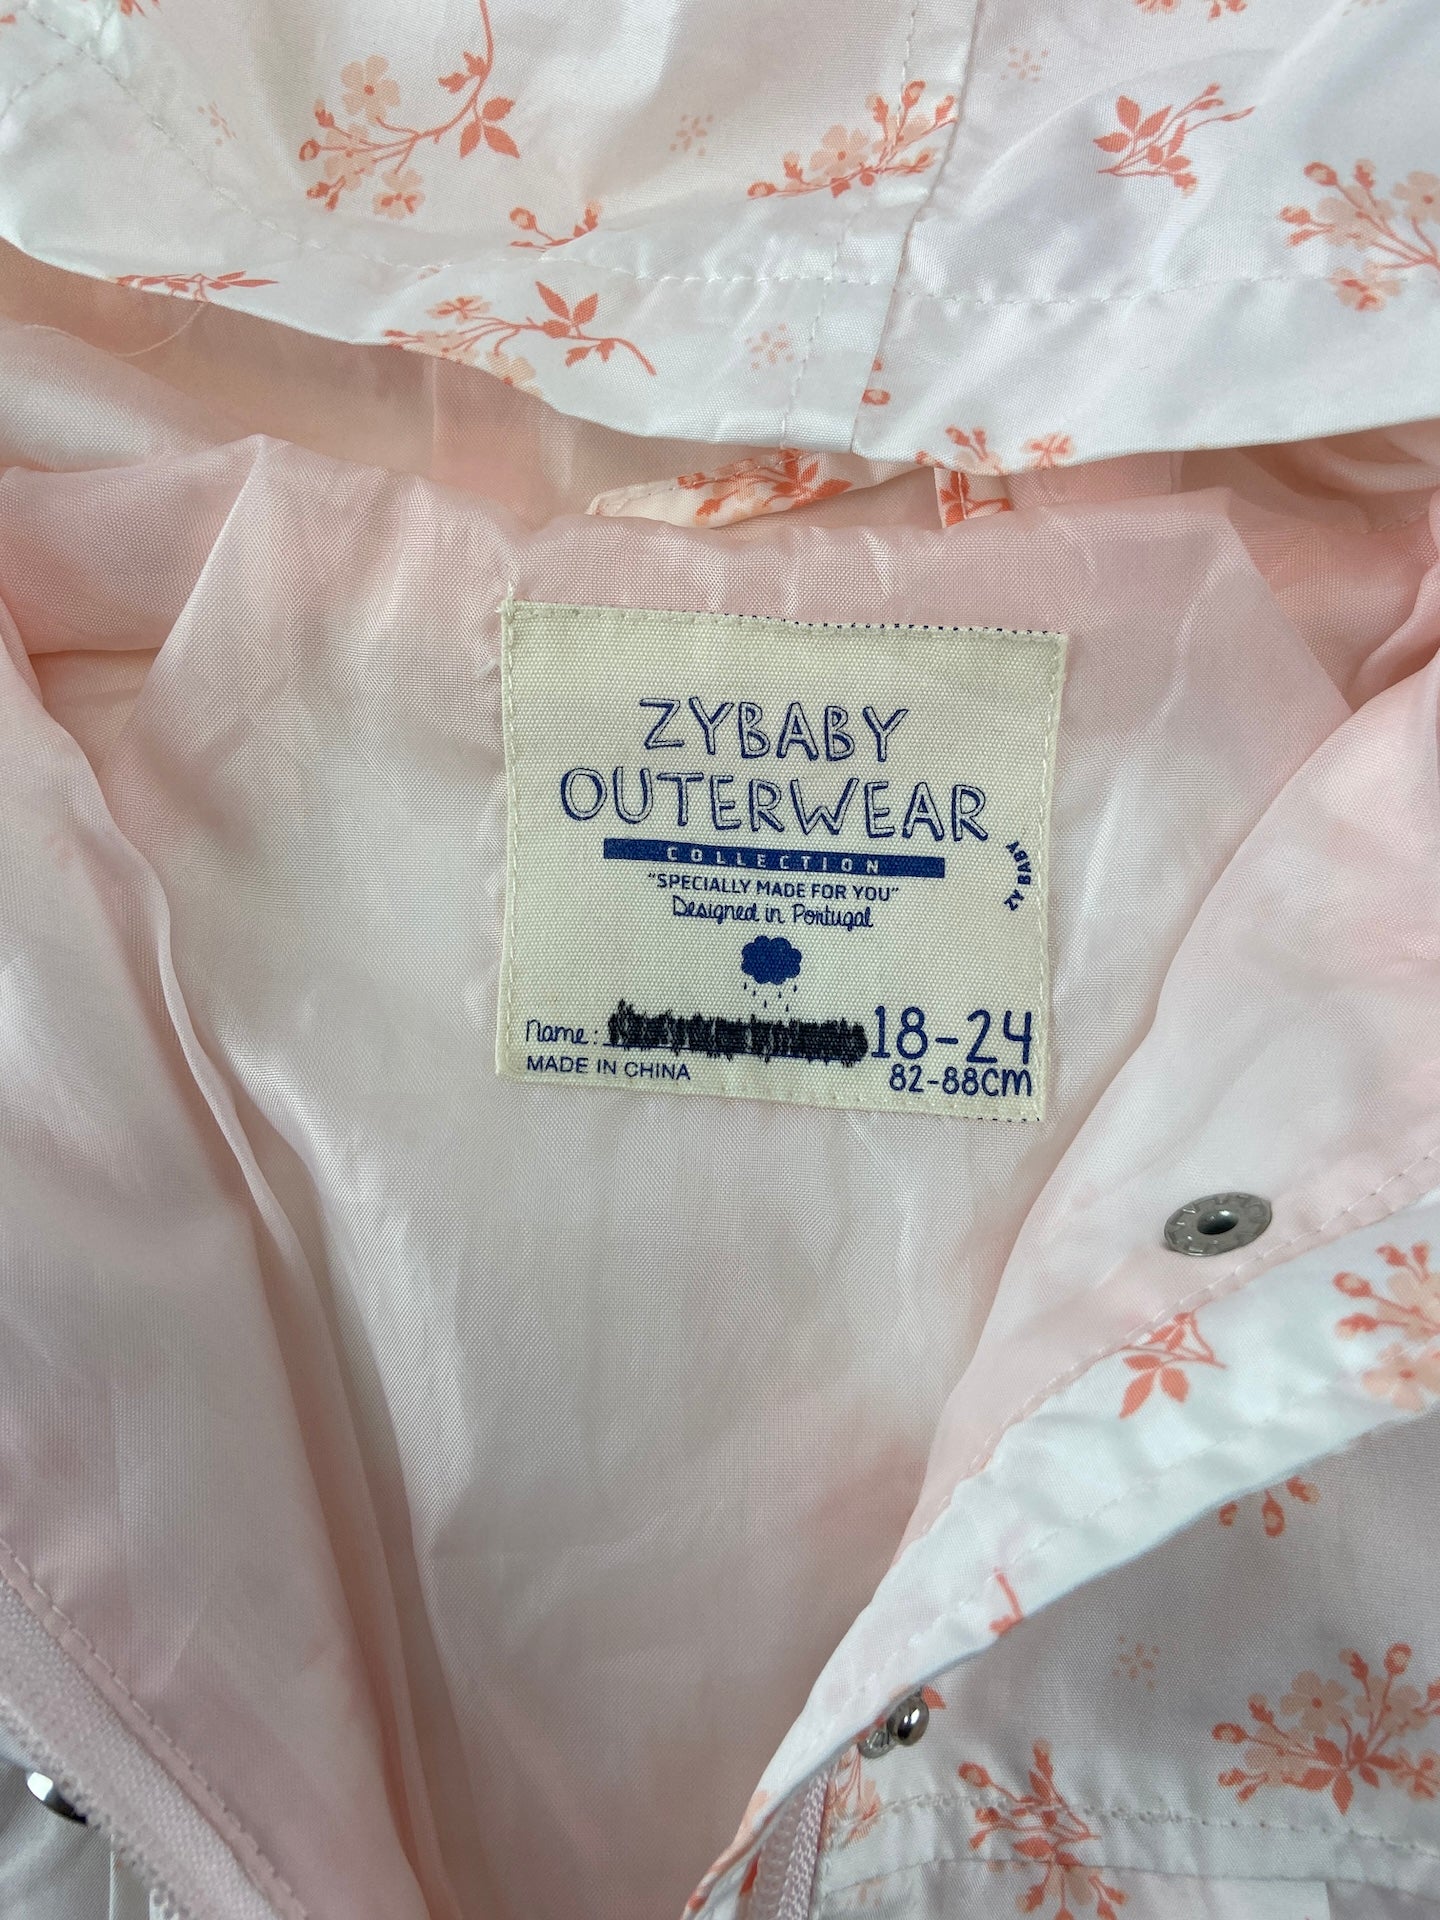 ZYBABY
OUTERWEAR
COLLECTION
"SPECIALLY MADE FOR YOU"
Designed in Portugal
ZY BABY
name:
18-24
MADE IN CHINA
82-88cm